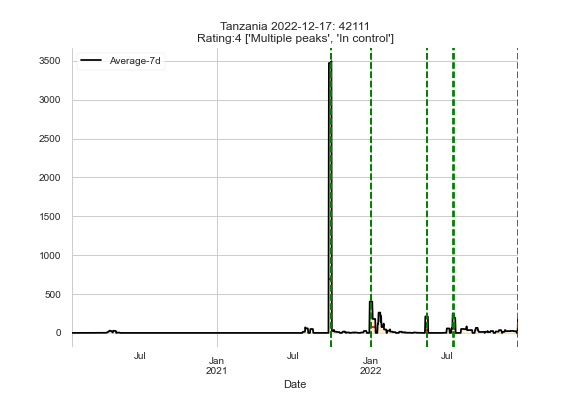 Tanzania 2022-12-17: 42111
Rating:4 ['Multiple peaks', 'In control']
Average-7d
3500
3000
2500
2000
1500
1000
500
0
Jul
Jan
2021
Jul
Jan
2022
Jul
Date